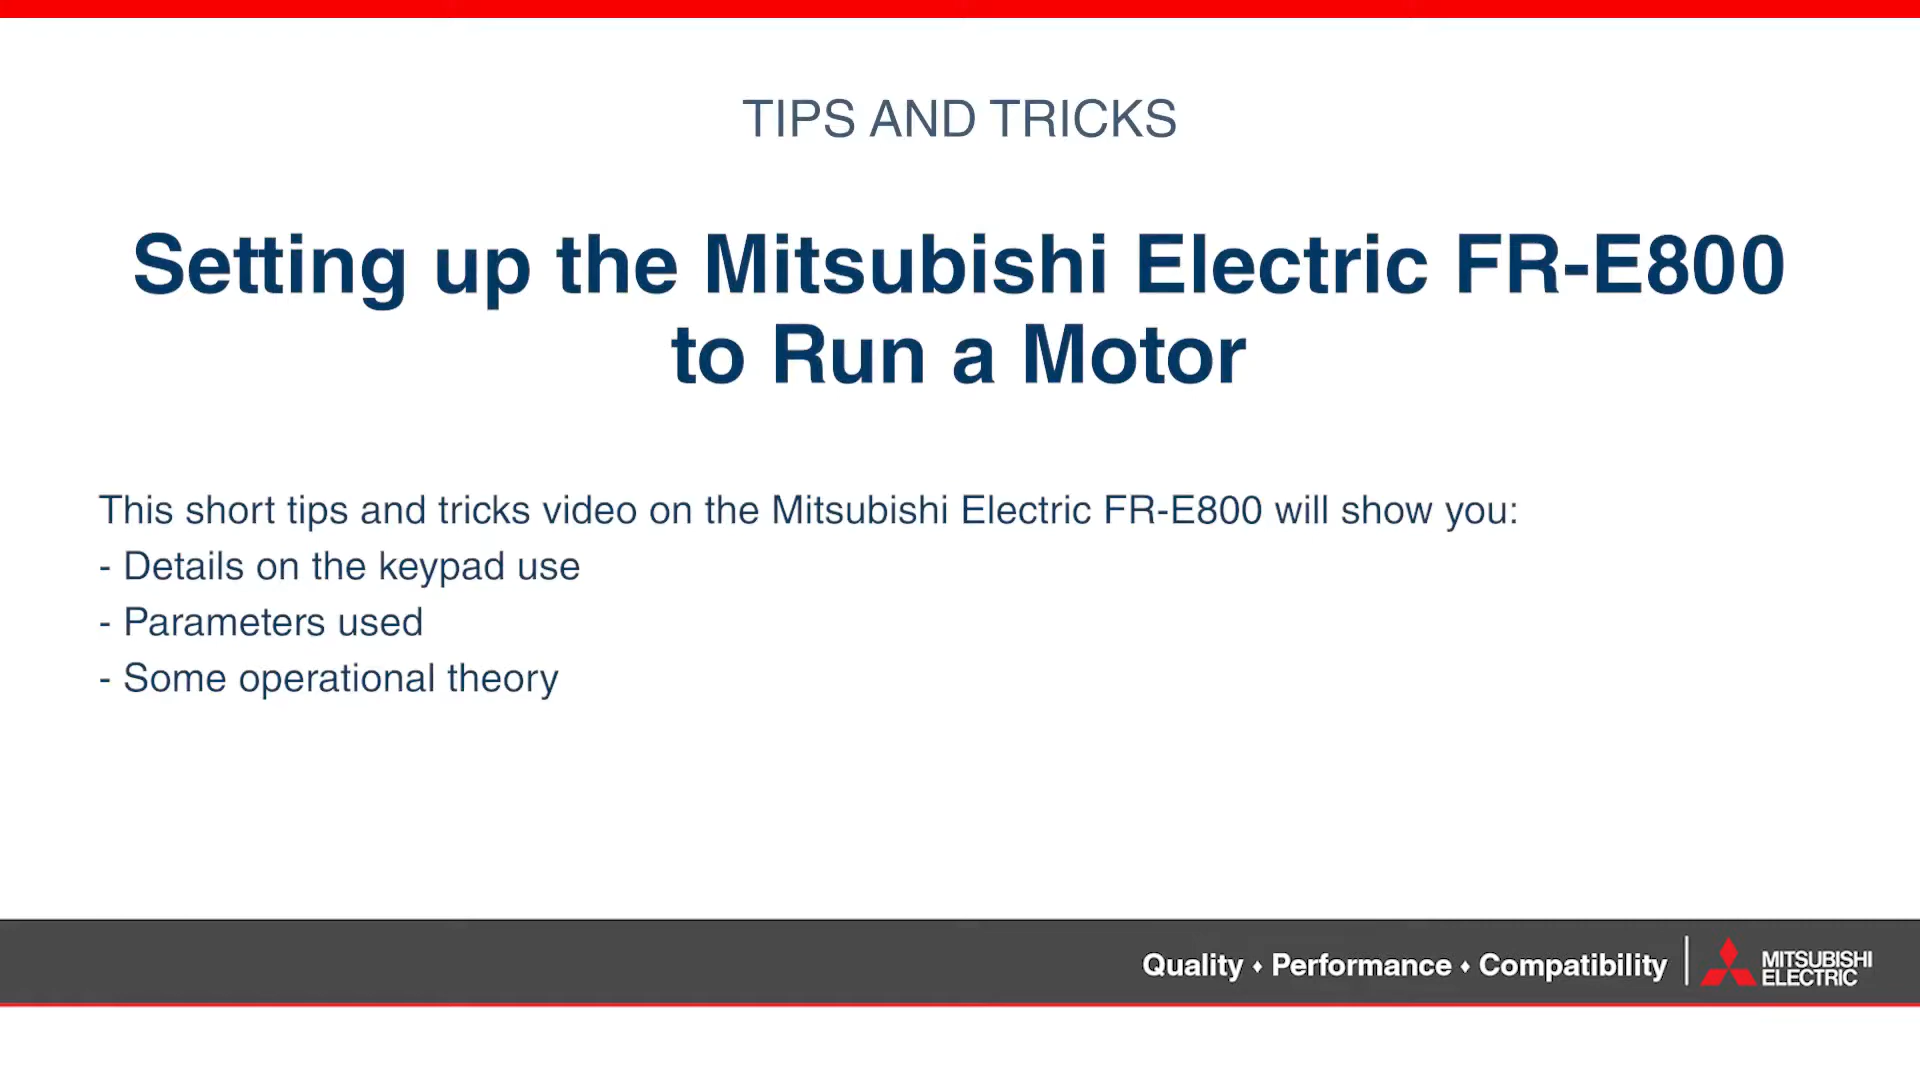 TIPS AND TRICKS
Setting up the Mitsubishi Electric FR-E800
to Run a Motor
This short tips and tricks video on the Mitsubishi Electric FR-E800 will show you:
- Details on the keypad use
- Parameters used
- Some operational theory
Quality ♦ Performance ♦ Compatibility
MITSUBISHI
ELECTRIC